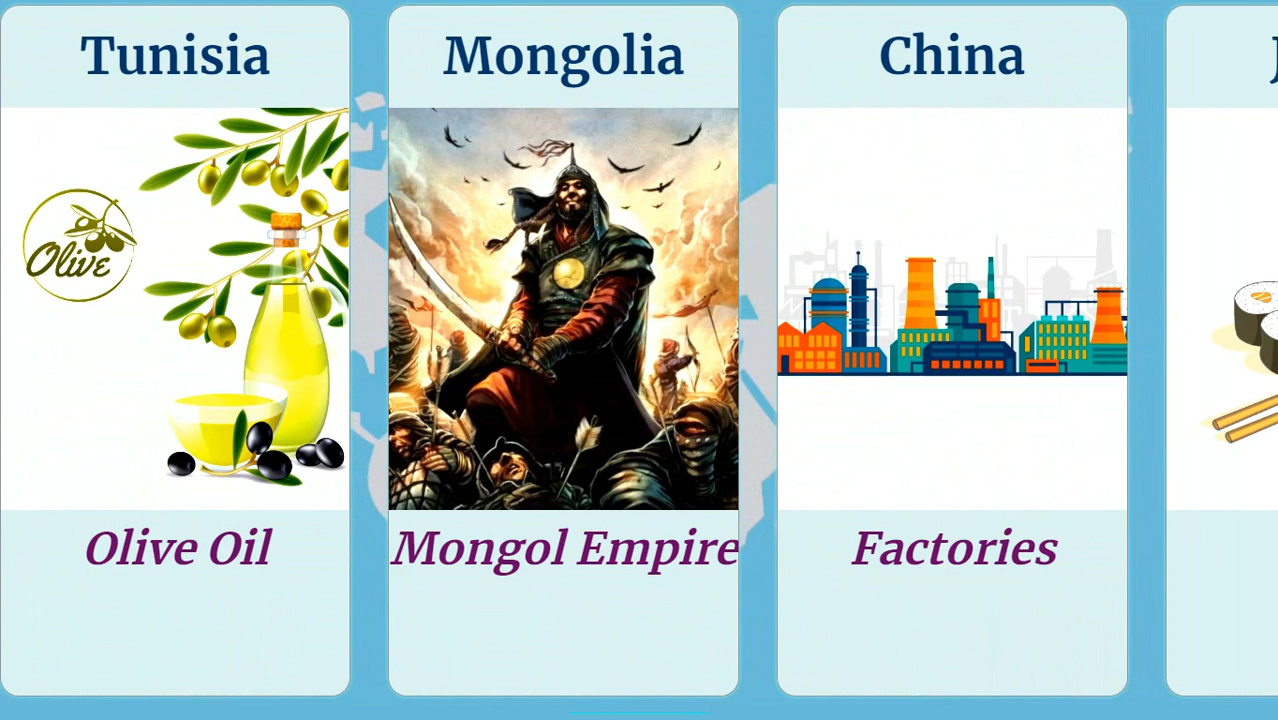 Tunisia
Mongolia
China
Olive
Olive Oil
Mongol Empire
Factories